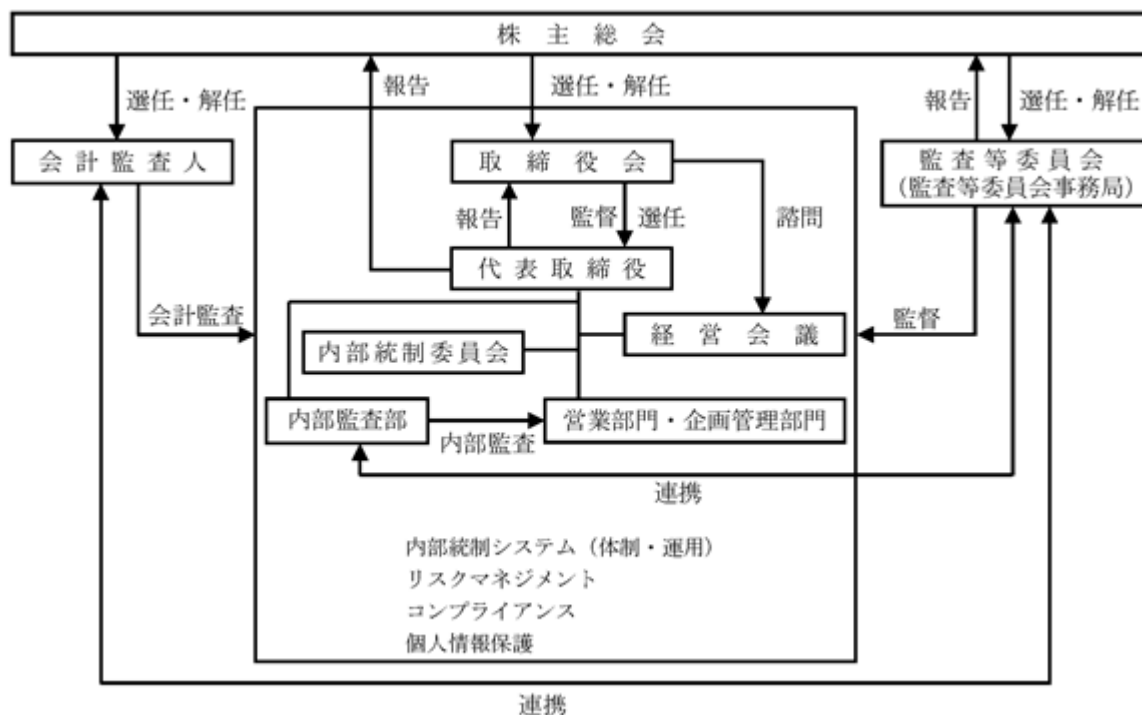 株主総会
選任・解任
報告
選任・解任
報告
選任・解任
会計監査人
取締役会
監査等委員会
(監査等委員会事務局)
報告
監督
選任
諮問
代表取締役
会計監査
経営会議
監督
内部統制委員会
内部監査部
内部監査
営業部門・企画管理部門
連携
内部統制システム(体制・運用)
リスクマネジメント
コンプライアンス
個人情報保護
連携